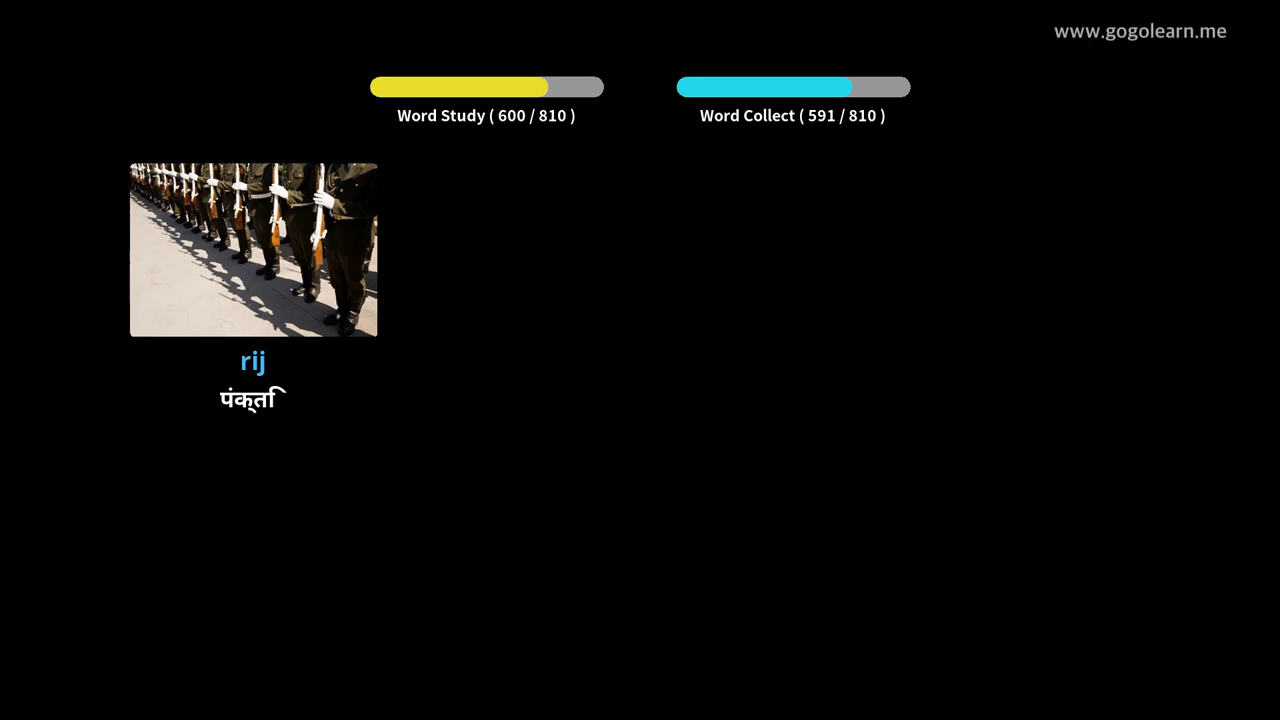 www.gogolearn.me
Word Study ( 600 / 810 )
Word Collect ( 591 / 810 )
rij
पंक्ति